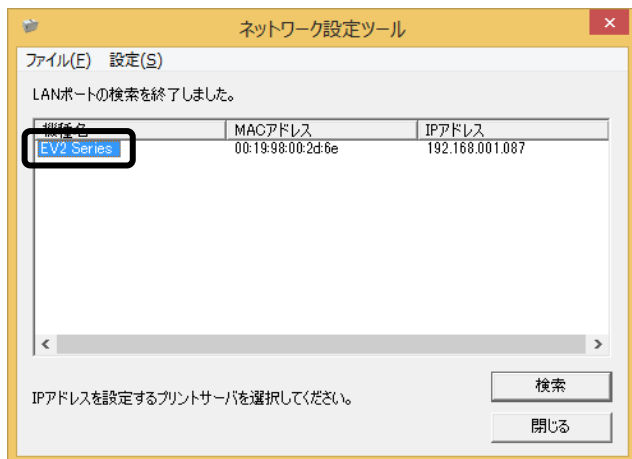 ネットワーク設定ツール
ファイル(F) 設定(S)
LANポートの検索を終了しました。
機種名 MACアドレス IPアドレス
EV2 Series 00:19:98:00:2d:6e 192.168.001.087
検索
IPアドレスを設定するプリントサーバを選択してください。
閉じる